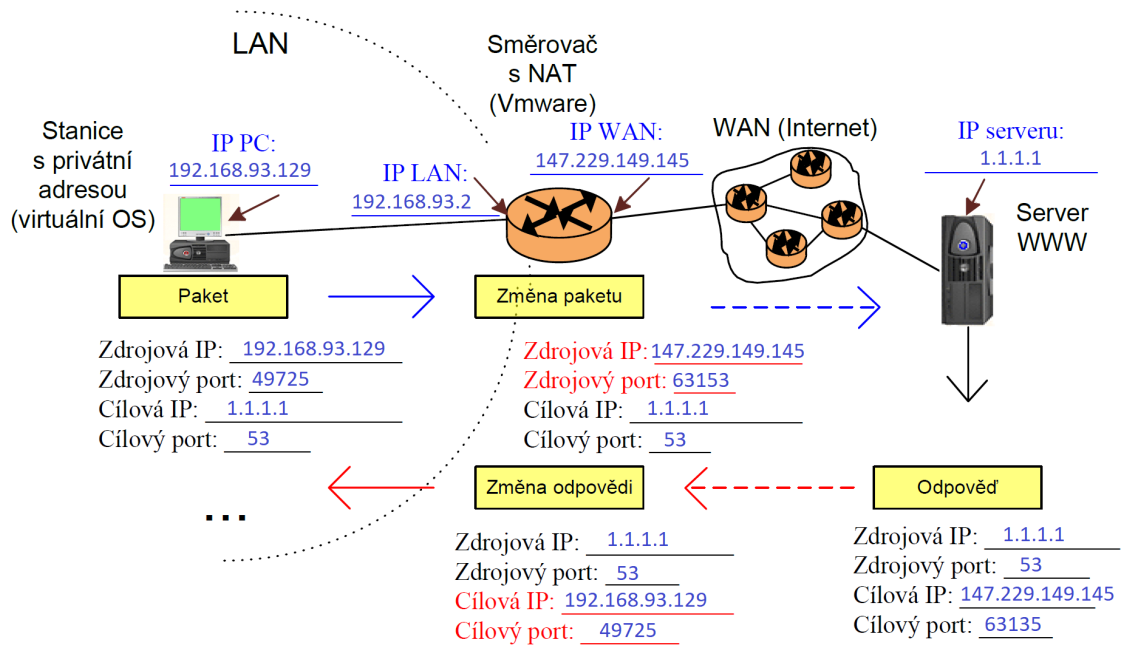 LAN
Směrovač
s NAT
(Vmware)
Stanice
s privátní
adresou
(virtuální OS)
IP PC:
192.168.93.129
IP LAN:
192.168.93.2
IP WAN:
147.229.149.145
WAN (Internet)
IP serveru:
1.1.1.1
Server
WWW
Paket
Zdrojová IP: 192.168.93.129
Zdrojový port: 49725
Cílová IP: 1.1.1.1
Cílový port: 53
Změna paketu
Zdrojová IP: 147.229.149.145
Zdrojový port: 63153
Cílová IP: 1.1.1.1
Cílový port: 53
Odpověď
Zdrojová IP: 1.1.1.1
Zdrojový port: 53
Cílová IP: 147.229.149.145
Cílový port: 63135
Změna odpovědi
Zdrojová IP: 1.1.1.1
Zdrojový port: 53
Cílová IP: 192.168.93.129
Cílový port: 49725
...